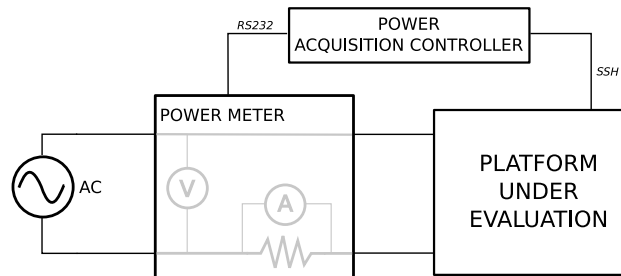 RS232
POWER
ACQUISITION CONTROLLER
SSH
POWER METER
AC
V
A
PLATFORM
UNDER
EVALUATION